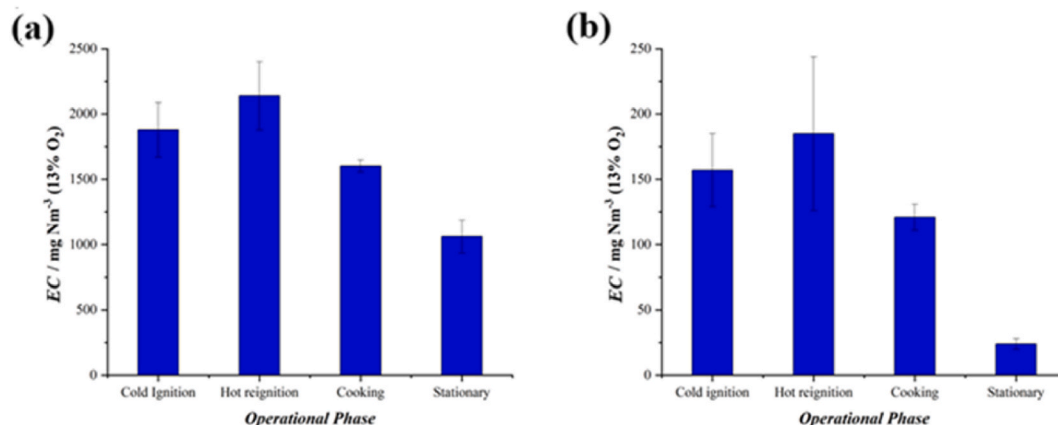 (a)
2500
2000
1500
1000
500
0
EC / mg Nm⁻³ (13% O₂)
Cold Ignition Hot reignition Cooking Stationary
Operational Phase
(b)
250
200
150
100
50
0
EC / mg Nm⁻³ (13% O₂)
Cold ignition Hot reignition Cooking Stationary
Operational Phase